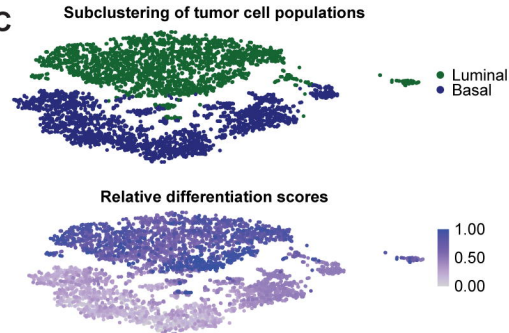 C
Subclustering of tumor cell populations
Luminal
Basal
Relative differentiation scores
1.00
0.50
0.00